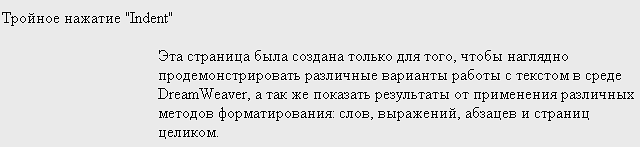 Тройное нажатие "Indent"
Эта страница была создана только для того, чтобы наглядно
продемонстрировать различные варианты работы с текстом в среде
DreamWeaver, а так же показать результаты от применения различных
методов форматирования: слов, выражений, абзацев и страниц
целиком.